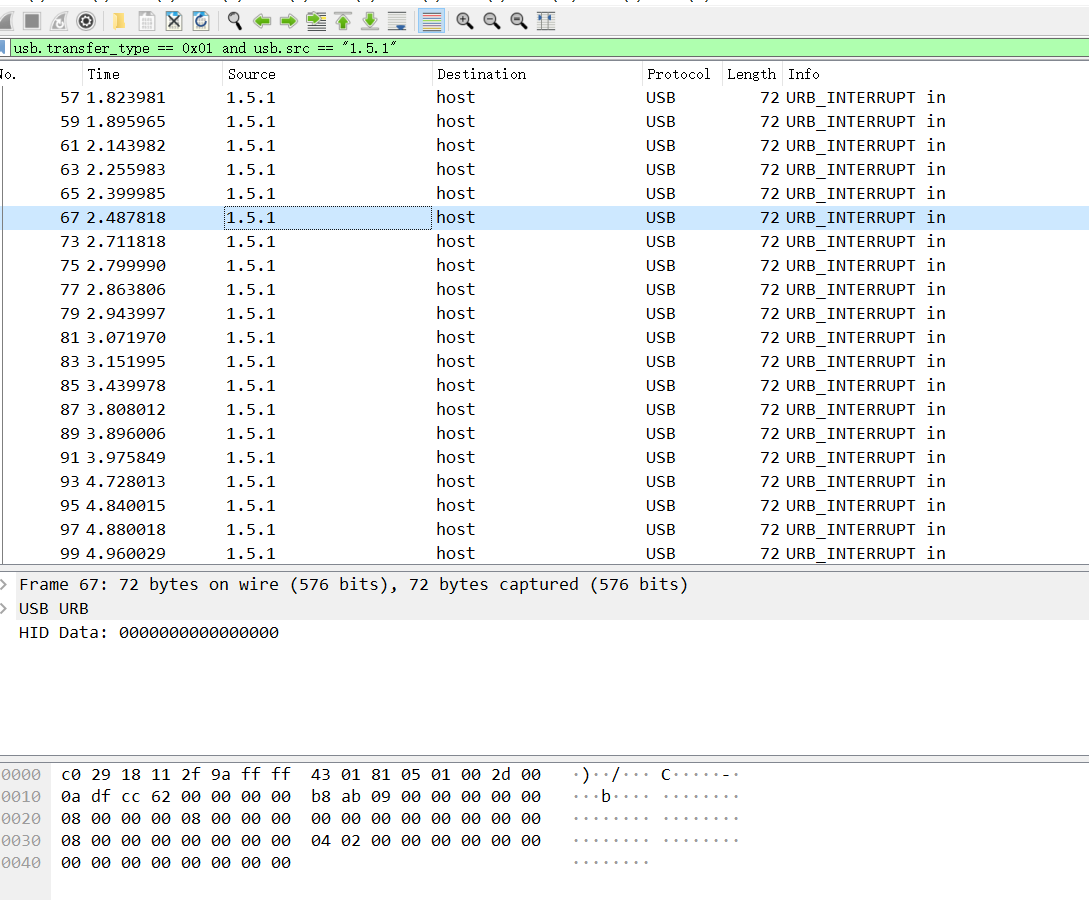 usb.transfer_type == 0x01 and usb.src == "1.5.1"
No. Time Source Destination Protocol Length Info
57 1.823981 1.5.1 host USB 72 URB_INTERRUPT in
59 1.895965 1.5.1 host USB 72 URB_INTERRUPT in
61 2.143982 1.5.1 host USB 72 URB_INTERRUPT in
63 2.255983 1.5.1 host USB 72 URB_INTERRUPT in
65 2.399985 1.5.1 host USB 72 URB_INTERRUPT in
67 2.487818 1.5.1 host USB 72 URB_INTERRUPT in
73 2.711818 1.5.1 host USB 72 URB_INTERRUPT in
75 2.799990 1.5.1 host USB 72 URB_INTERRUPT in
77 2.863806 1.5.1 host USB 72 URB_INTERRUPT in
79 2.943997 1.5.1 host USB 72 URB_INTERRUPT in
81 3.071970 1.5.1 host USB 72 URB_INTERRUPT in
83 3.151995 1.5.1 host USB 72 URB_INTERRUPT in
85 3.439978 1.5.1 host USB 72 URB_INTERRUPT in
87 3.808012 1.5.1 host USB 72 URB_INTERRUPT in
89 3.896006 1.5.1 host USB 72 URB_INTERRUPT in
91 3.975849 1.5.1 host USB 72 URB_INTERRUPT in
93 4.728013 1.5.1 host USB 72 URB_INTERRUPT in
95 4.840015 1.5.1 host USB 72 URB_INTERRUPT in
97 4.880018 1.5.1 host USB 72 URB_INTERRUPT in
99 4.960029 1.5.1 host USB 72 URB_INTERRUPT in
Frame 67: 72 bytes on wire (576 bits), 72 bytes captured (576 bits)
USB URB
HID Data: 0000000000000000
0000 c0 29 18 11 2f 9a ff ff 43 01 81 05 01 00 2d 00 ·)··/··· C·····-·
0010 0a df cc 62 00 00 00 00 b8 ab 09 00 00 00 00 00 ···b···· ········
0020 08 00 00 00 08 00 00 00 00 00 00 00 00 00 00 00 ········ ········
0030 08 00 00 00 00 00 00 00 04 02 00 00 00 00 00 00 ········ ········
0040 00 00 00 00 00 00 00 00 ········